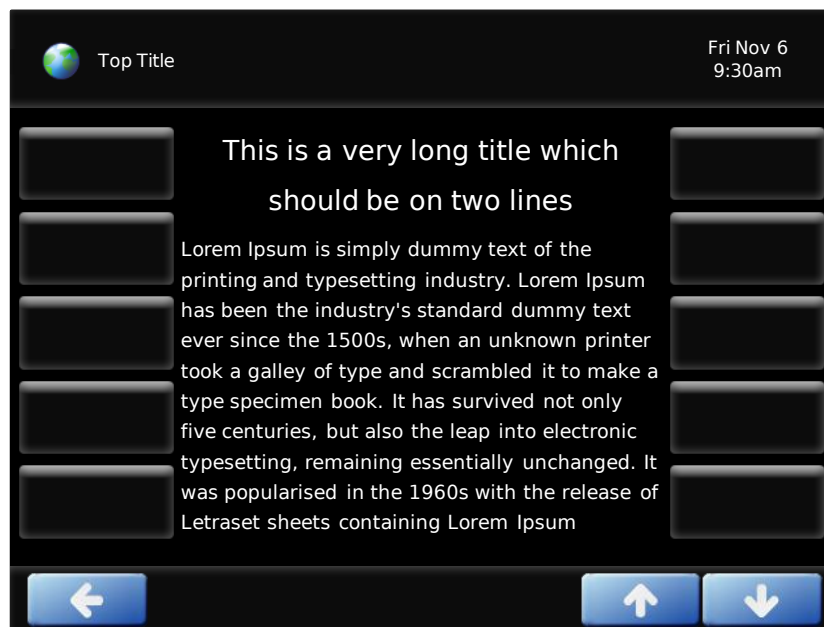 Top Title
Fri Nov 6
9:30am
This is a very long title which
should be on two lines
Lorem Ipsum is simply dummy text of the
printing and typesetting industry. Lorem Ipsum
has been the industry's standard dummy text
ever since the 1500s, when an unknown printer
took a galley of type and scrambled it to make a
type specimen book. It has survived not only
five centuries, but also the leap into electronic
typesetting, remaining essentially unchanged. It
was popularised in the 1960s with the release of
Letraset sheets containing Lorem Ipsum